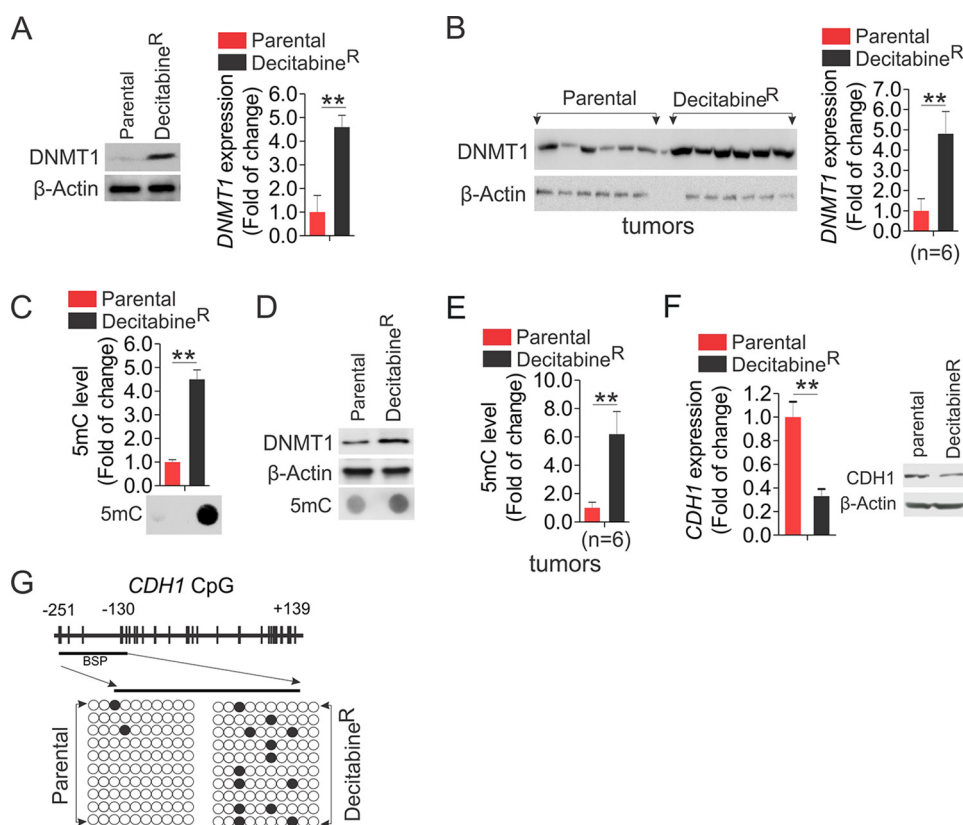 A
Parental
Decitabine^R
DNMT1
β-Actin
Parental
Decitabine^R
DNMT1 expression
(Fold of change)
**
6.0
5.0
4.0
3.0
2.0
1.0
0.0
B
Parental
Decitabine^R
DNMT1
β-Actin
tumors
Parental
Decitabine^R
DNMT1 expression
(Fold of change)
**
7.0
6.0
5.0
4.0
3.0
2.0
1.0
0.0
(n=6)
C
Parental
Decitabine^R
5mC level
(Fold of change)
**
6.0
5.0
4.0
3.0
2.0
1.0
0.0
5mC
D
Parental
Decitabine^R
DNMT1
β-Actin
5mC
E
Parental
Decitabine^R
5mC level
(Fold of change)
**
10.0
8.0
6.0
4.0
2.0
0.0
(n=6)
tumors
F
Parental
Decitabine^R
CDH1 expression
(Fold of change)
**
1.2
1.0
0.8
0.6
0.4
0.2
0.0
parental
DecitabineR
CDH1
β-Actin
G
CDH1 CpG
-251 -130 +139
BSP
Parental
Decitabine^R